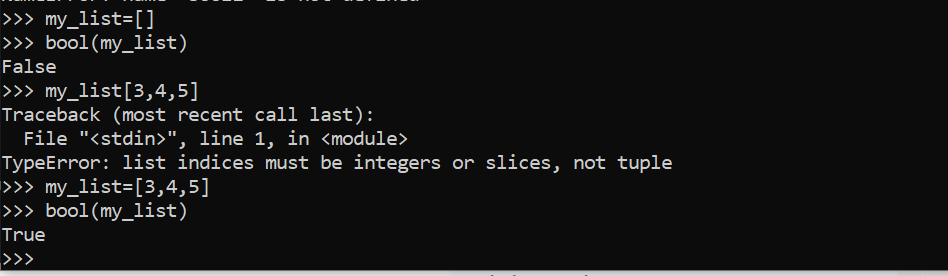 >>> my_list=[]
>>> bool(my_list)
False
>>> my_list[3,4,5]
Traceback (most recent call last):
  File "<stdin>", line 1, in <module>
TypeError: list indices must be integers or slices, not tuple
>>> my_list=[3,4,5]
>>> bool(my_list)
True
>>>